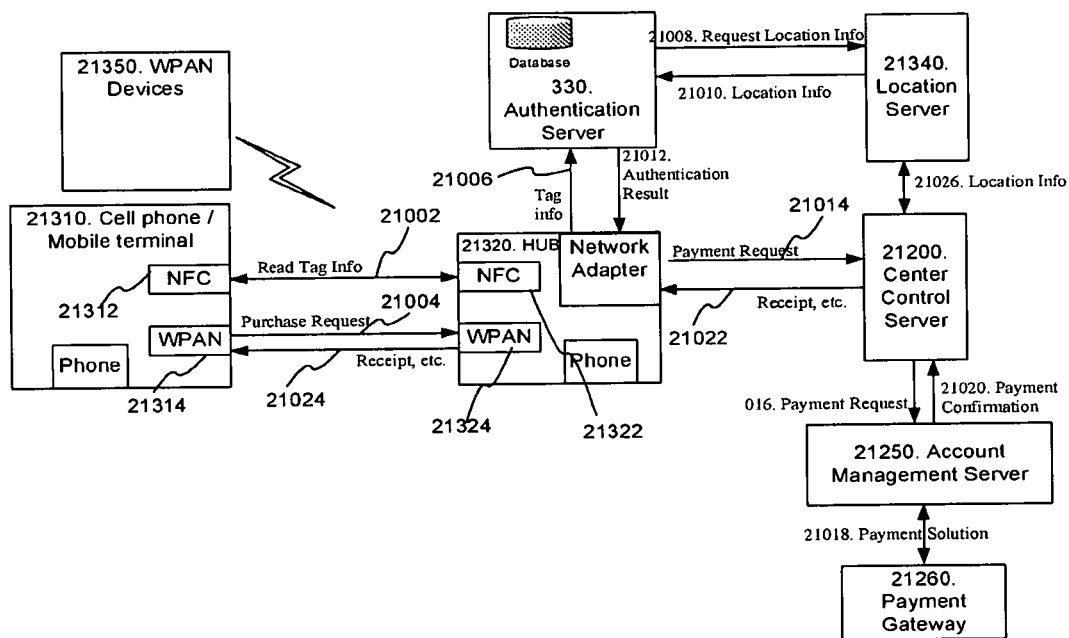 21350. WPAN
Devices
Database
330.
Authentication
Server
21008. Request Location Info
21010. Location Info
21340.
Location
Server
21006
Tag
info
21012.
Authentication
Result
21026. Location Info
21310. Cell phone /
Mobile terminal
NFC
21312
WPAN
Phone
21314
21002
Read Tag Info
21004
Purchase Request
Receipt, etc.
21024
21320. HUB
Network
Adapter
NFC
WPAN
Phone
21324
21322
21014
Payment Request
Receipt, etc.
21022
21200.
Center
Control
Server
016. Payment Request
21020. Payment
Confirmation
21250. Account
Management Server
21018. Payment Solution
21260.
Payment
Gateway